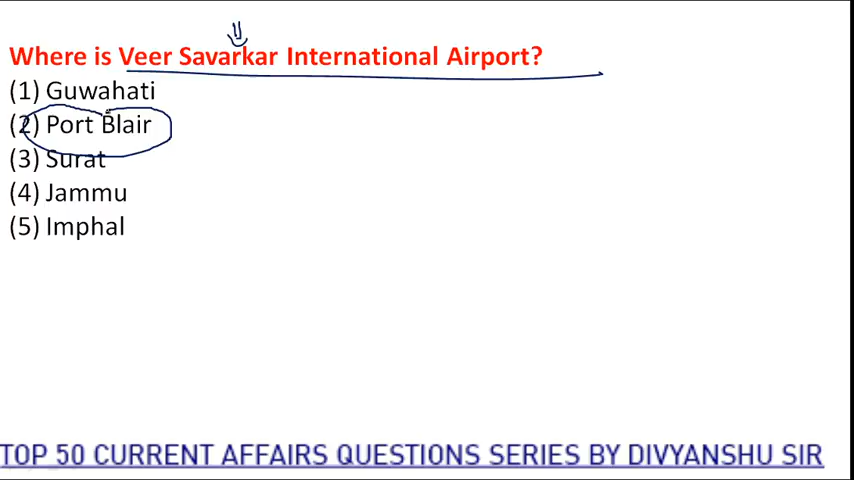 Where is Veer Savarkar International Airport?
(1) Guwahati
(2) Port Blair
(3) Surat
(4) Jammu
(5) Imphal
TOP 50 CURRENT AFFAIRS QUESTIONS SERIES BY DIVYANSHU SIR